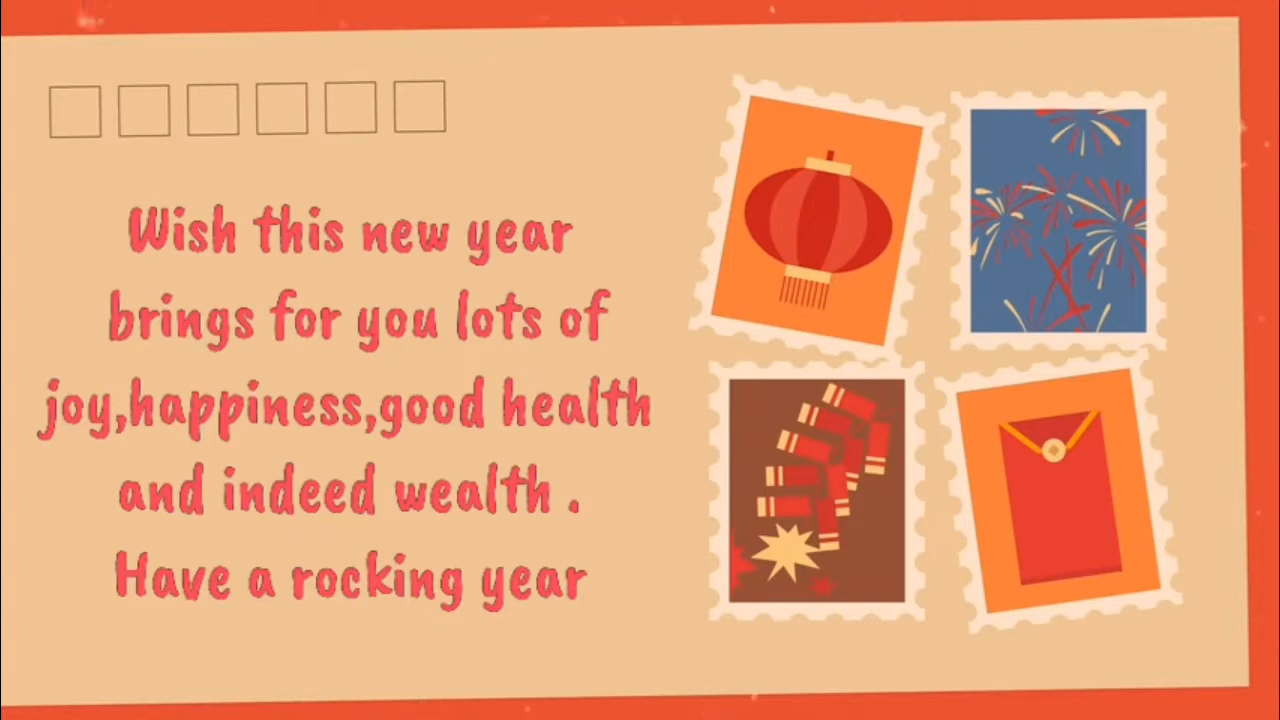 Wish this new year
brings for you lots of
joy,happiness,good health
and indeed wealth .
Have a rocking year